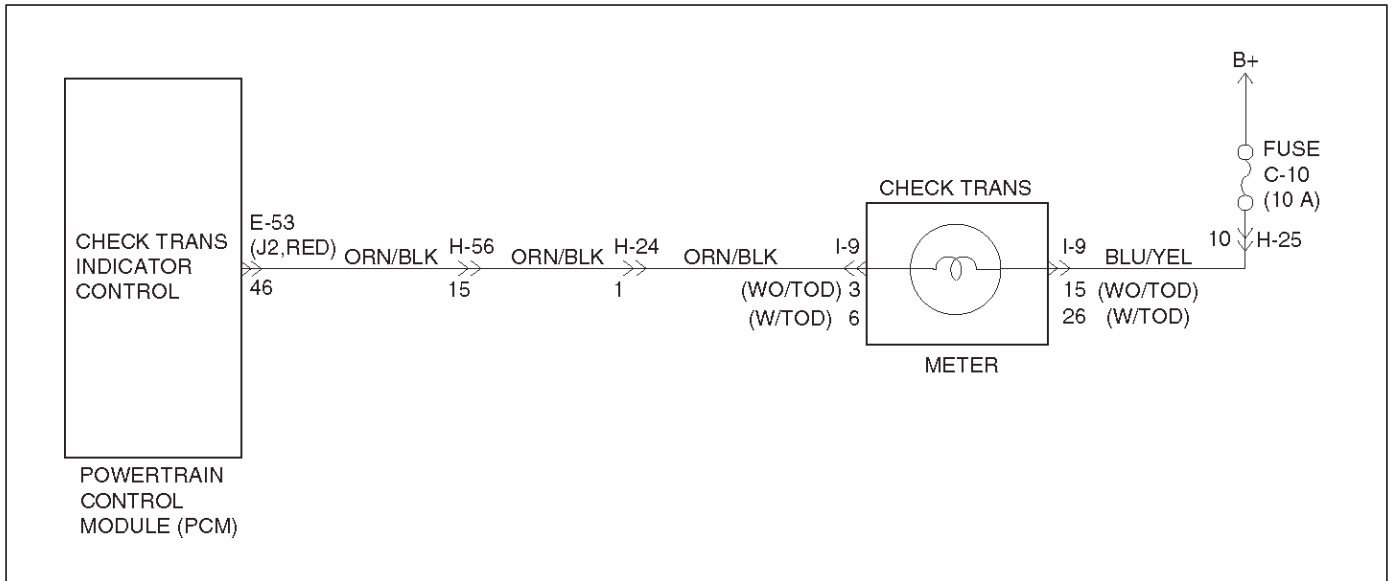 B+
FUSE
C-10
(10 A)
10 H-25
CHECK TRANS
E-53
(J2,RED)
ORN/BLK
H-56
ORN/BLK
H-24
ORN/BLK
I-9
I-9
BLU/YEL
CHECK TRANS
INDICATOR
CONTROL
46
15
1
(WO/TOD) 3
(W/TOD) 6
15 (WO/TOD)
26 (W/TOD)
METER
POWERTRAIN
CONTROL
MODULE (PCM)